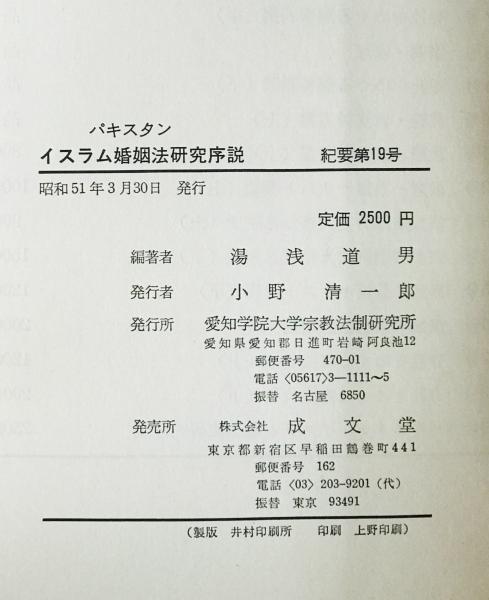 パキスタン
イスラム婚姻法研究序説 紀要第19号
昭和51年3月30日 発行
定価 2500 円
編著者 湯浅道男
発行者 小野清一郎
発行所 愛知学院大学宗教法制研究所
愛知県愛知郡日進町岩崎阿良池12
郵便番号 470-01
電話〈05617〉3―1111～5
振替 名古屋 6850
発売所 株式会社 成文堂
東京都新宿区早稲田鶴巻町441
郵便番号 162
電話〈03〉203-9201（代）
振替 東京 93491
（製版 井村印刷所 印刷 上野印刷）